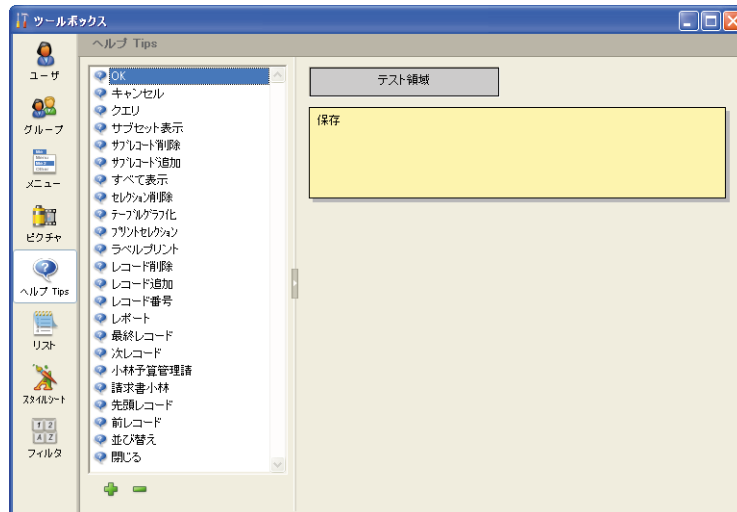 ツールボックス
ヘルプ Tips
ユーザ
グループ
メニュー
ピクチャ
ヘルプ Tips
リスト
スタイルシート
フィルタ
OK
キャンセル
クエリ
サブセット表示
サブレコード削除
サブレコード追加
すべて表示
セレクション削除
テーブルグラフ化
プリントセレクション
ラベルプリント
レコード削除
レコード追加
レコード番号
レポート
最終レコード
次レコード
小林予算管理請
請求書小林
先頭レコード
前レコード
並び替え
閉じる
テスト領域
保存